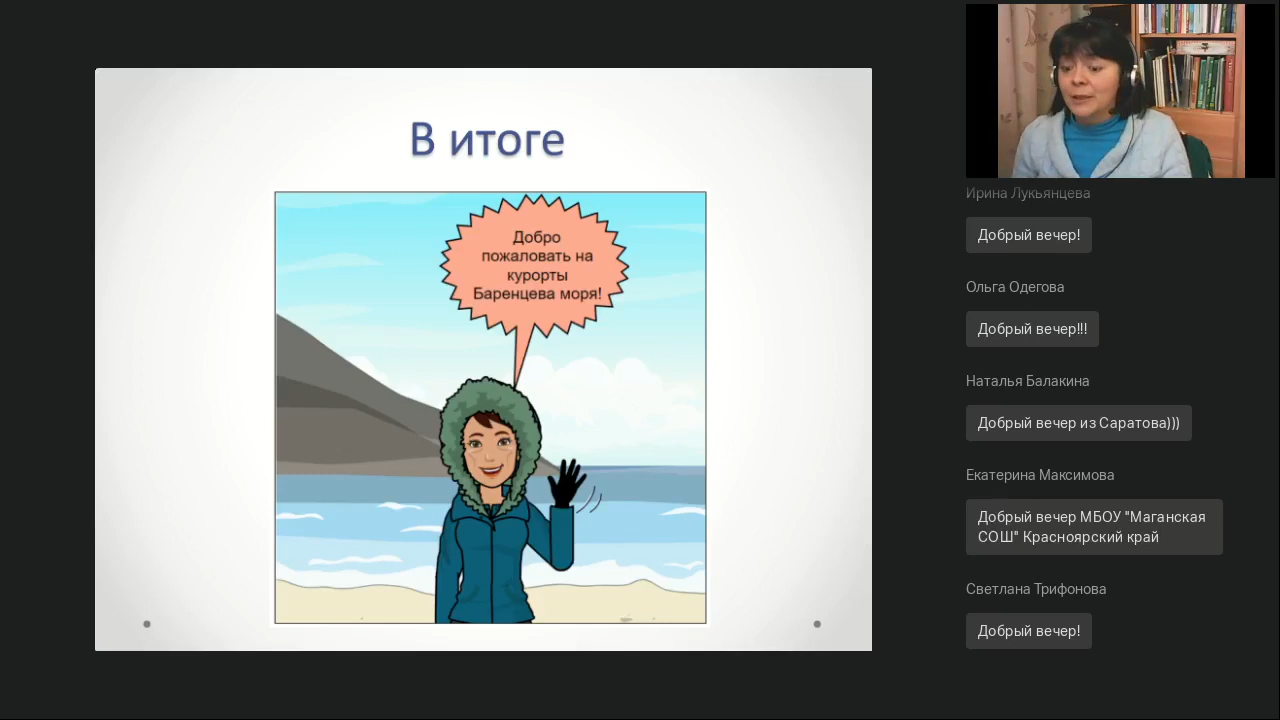 В итоге
Добро
пожаловать на
курорты
Баренцева моря!
Ирина Лукьянцева
Добрый вечер!
Ольга Одегова
Добрый вечер!!!
Наталья Балакина
Добрый вечер из Саратова)))
Екатерина Максимова
Добрый вечер МБОУ "Маганская
СОШ" Красноярский край
Светлана Трифонова
Добрый вечер!